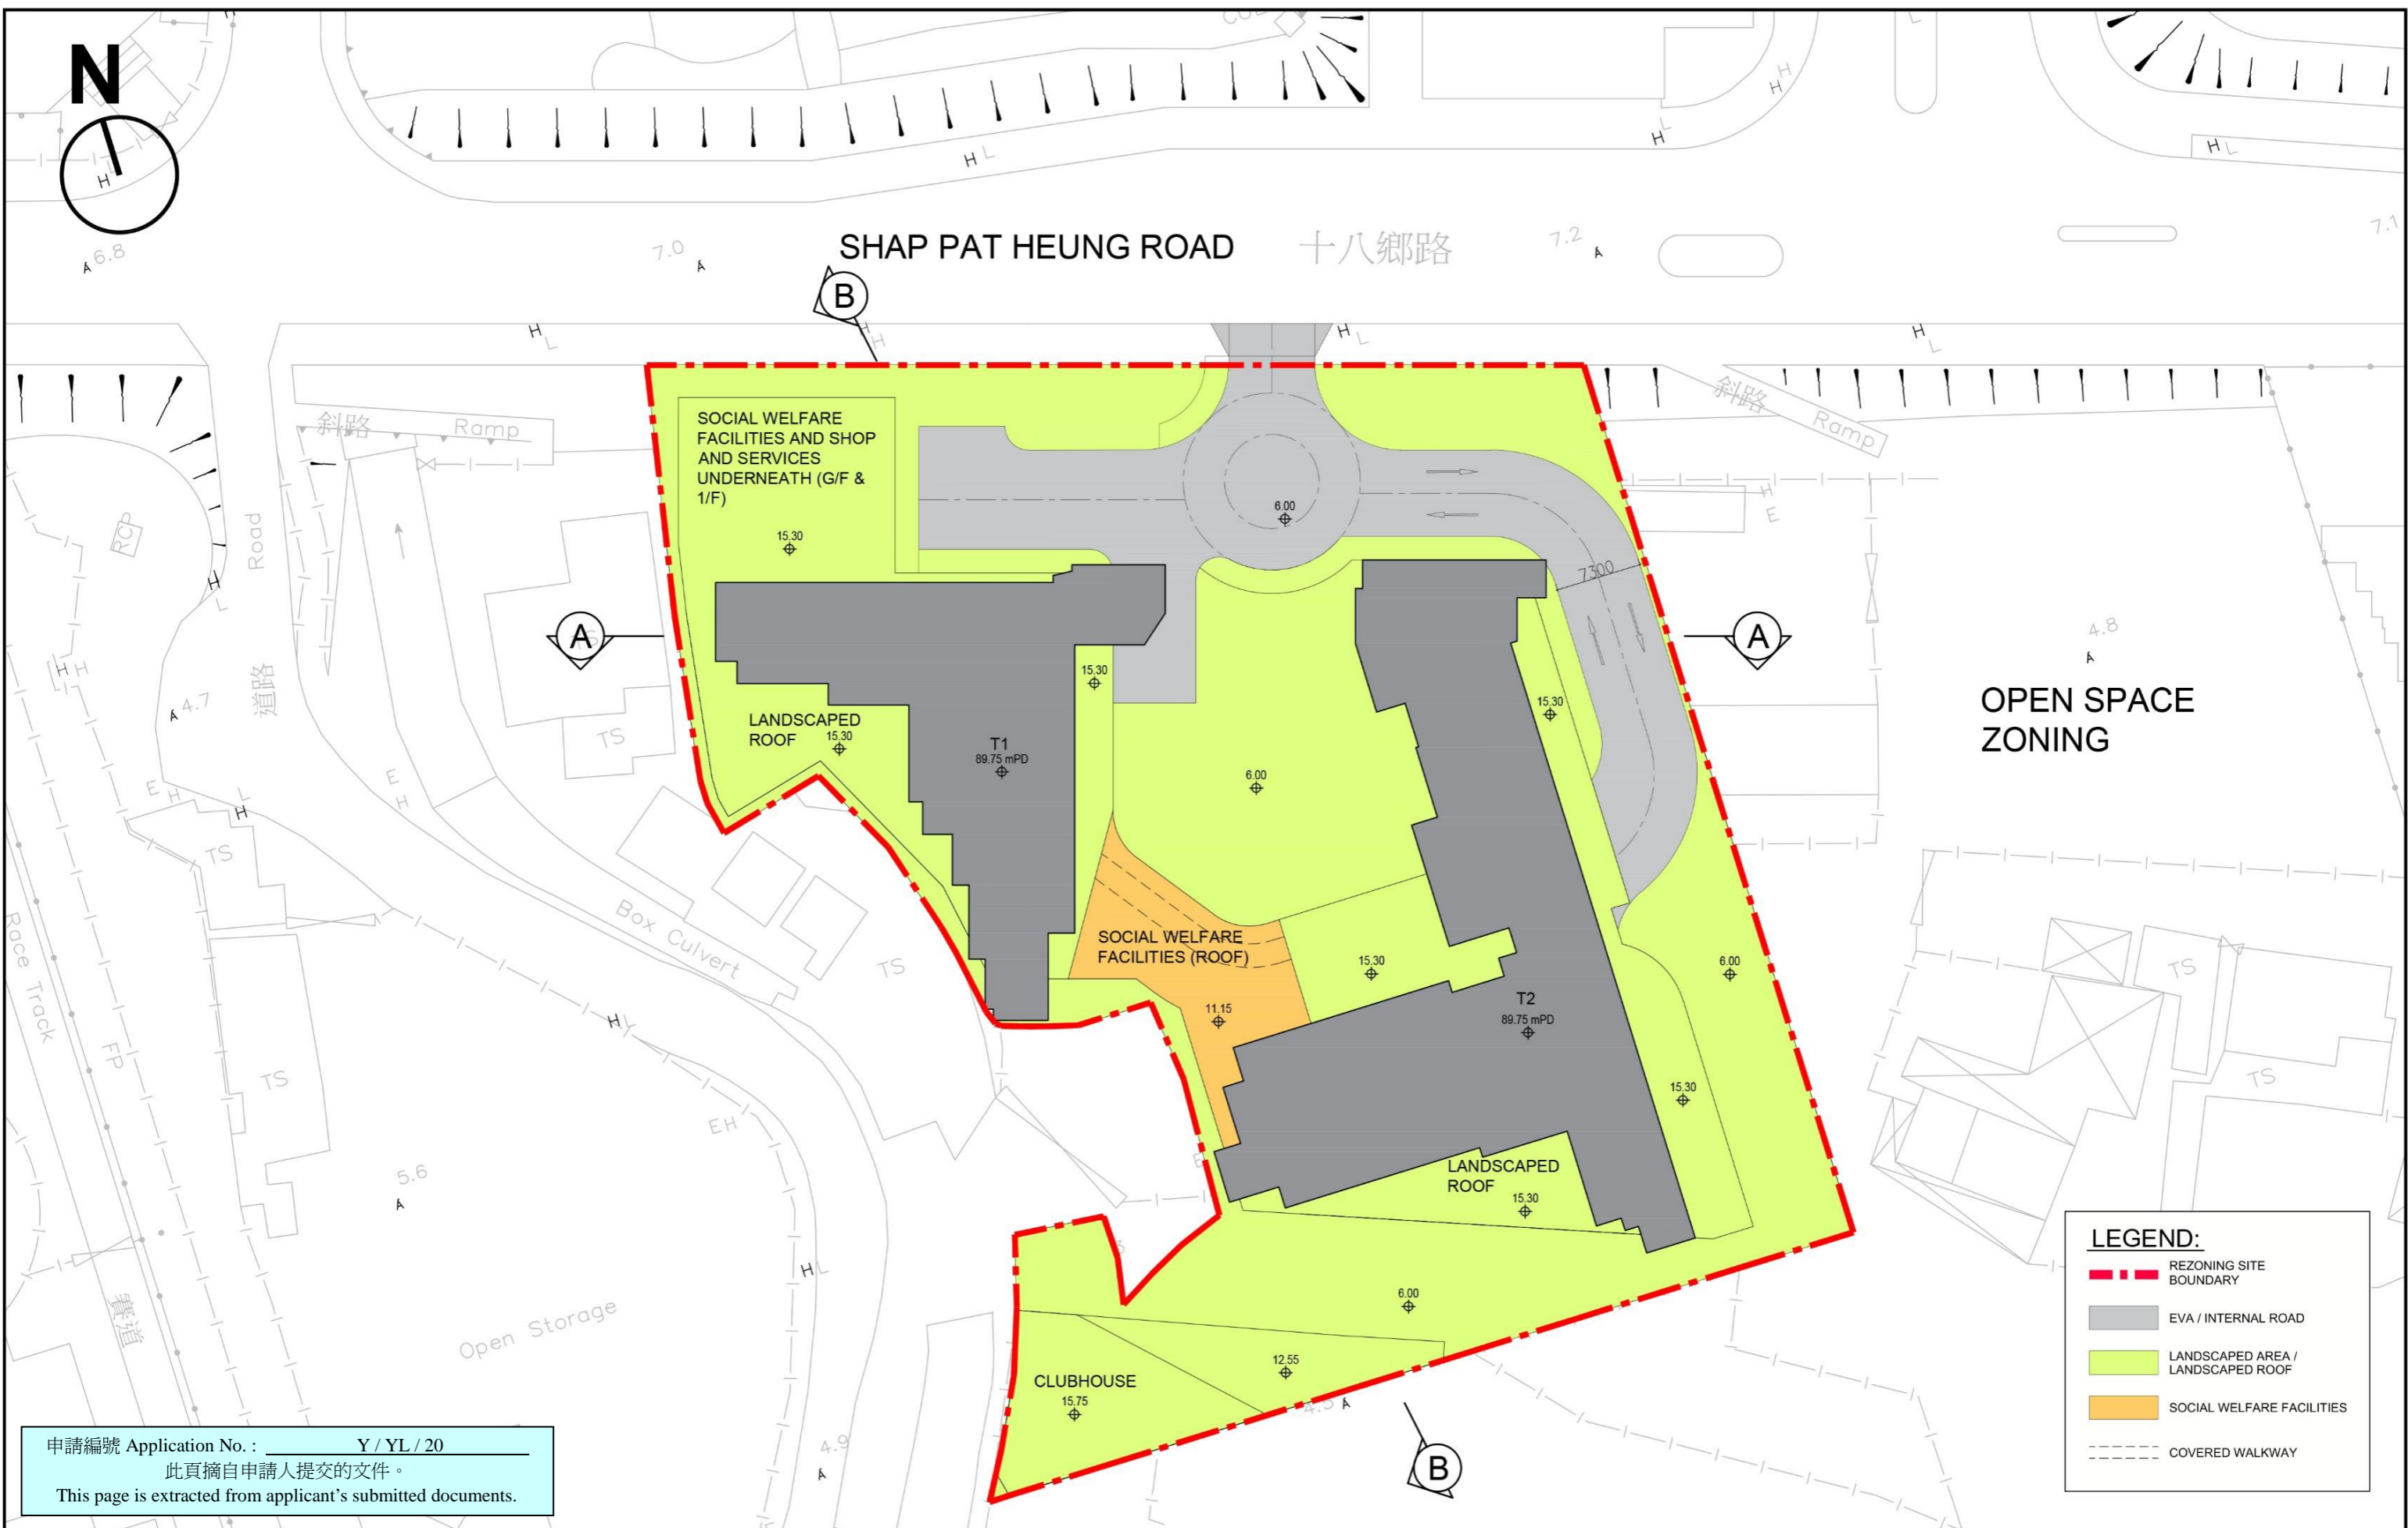 N
6.8
7.0
SHAP PAT HEUNG ROAD 十八鄉路
7.2
7.1
B
H L
H L
H L
H L
H L
H L
斜路 Ramp
斜路 Ramp
SOCIAL WELFARE
FACILITIES AND SHOP
AND SERVICES
UNDERNEATH (G/F &
1/F)
15.30
6.00
7300
RCP
Road
道路
A
A
4.7
4.8
TS
OPEN SPACE
ZONING
LANDSCAPED
ROOF
15.30
15.30
T1
89.75 mPD
15.30
6.00
E H
TS
Box Culvert
TS
SOCIAL WELFARE
FACILITIES (ROOF)
15.30
11.15
T2
89.75 mPD
6.00
15.30
TS
TS
Race Track
FP
賽道
TS
EH
5.6
LANDSCAPED
ROOF
15.30
6.00
Open Storage
H L
12.55
CLUBHOUSE
15.75
4.9
B
LEGEND:
REZONING SITE
BOUNDARY
EVA / INTERNAL ROAD
LANDSCAPED AREA /
LANDSCAPED ROOF
SOCIAL WELFARE FACILITIES
COVERED WALKWAY
申請編號 Application No. : Y / YL / 20
此頁摘自申請人提交的文件。
This page is extracted from applicant's submitted documents.